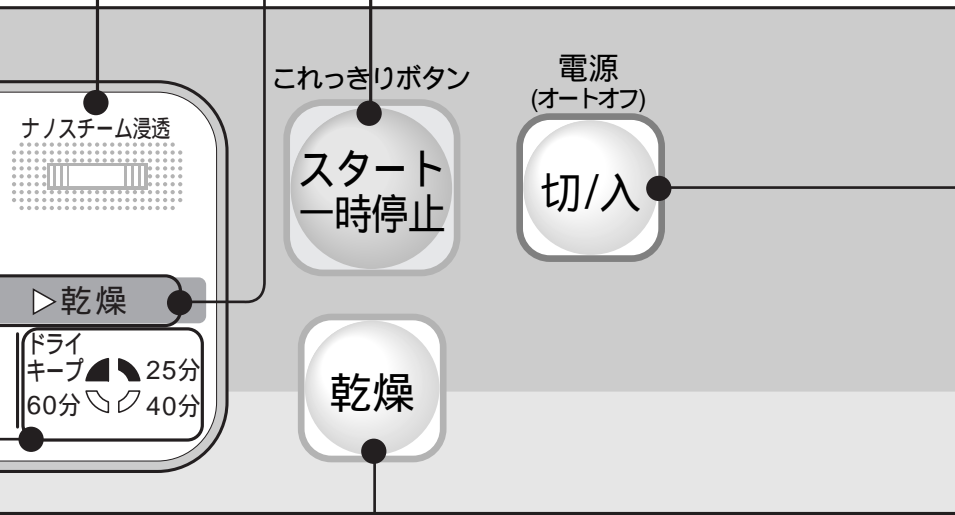 ナノスチーム浸透
▷乾燥
ドライ
キープ
25分
60分
40分
これっきりボタン
スタート
一時停止
電源
(オートオフ)
切/入
乾燥